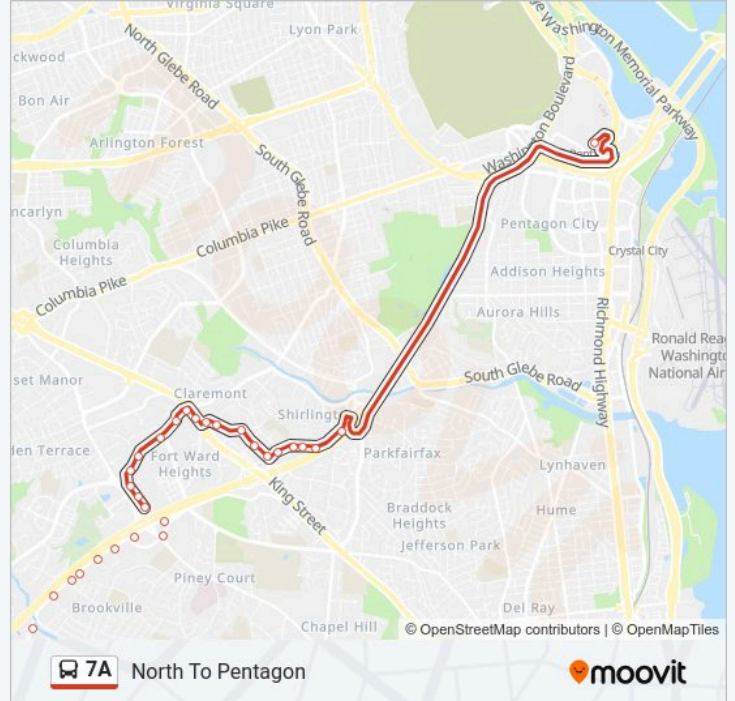 Virginia Square
Lyon Park
North Glebe Road
ckwood
Bon Air
Arlington Forest
South Glebe Road
Washington Boulevard
Washington Memorial Parkway
ncarlyn
Columbia
Heights
Columbia Pike
Columbia Pike
Pentagon City
Crystal City
Addison Heights
Aurora Hills
Richmond Highway
Ronald Rea
Washingto
National Air
South Glebe Road
set Manor
Claremont
Shirlingt
den Terrace
Fort Ward
Heights
Parkfairfax
Lynhaven
King Street
Braddock
Heights
Hume
Jefferson Park
Piney Court
Brookville
Chapel Hill
Del Ray
© OpenStreetMap contributors | © OpenMapTiles
7A North To Pentagon
moovit